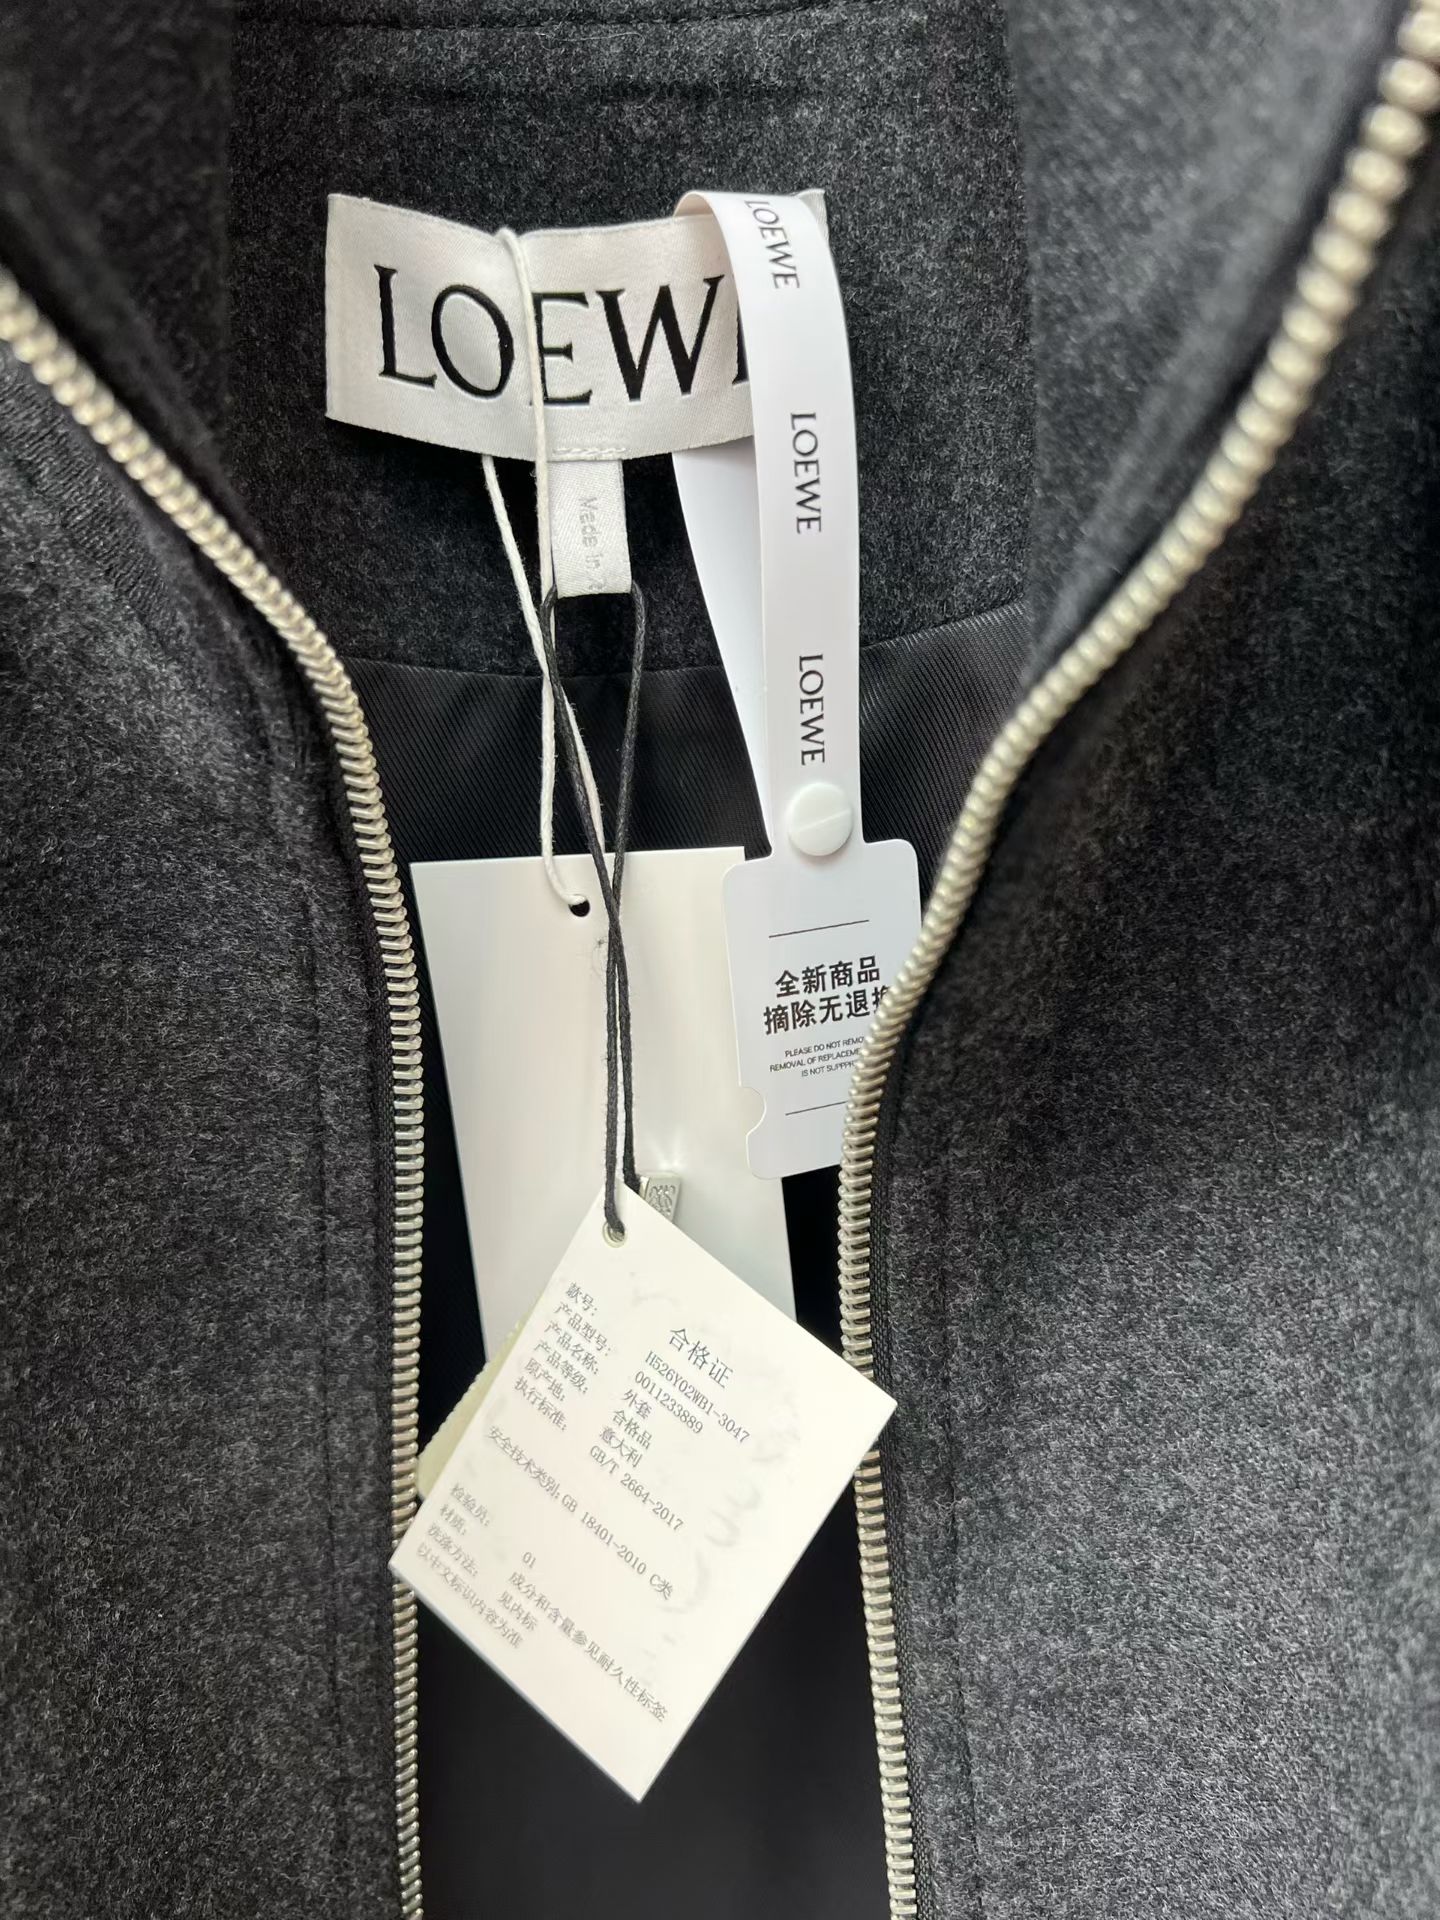 LOEWE
LOEWE
LOEWE
LOEWE
Made in
全新商品
摘除无退换
PLEASE DO NOT REMO
REMOVAL OF REPLACEME
IS NOT SUPPPR
合格证
款号: H526Y02WB1-3047
产品型号: 0011233889
产品名称: 外套
产品等级: 合格品
原产地: 意大利
执行标准: GB/T 2664-2017
安全技术类别: GB 18401-2010 C类
检验员: 01
材质: 成分和含量参见耐久性标签
洗涤方法: 见内标
以中文标识内容为准